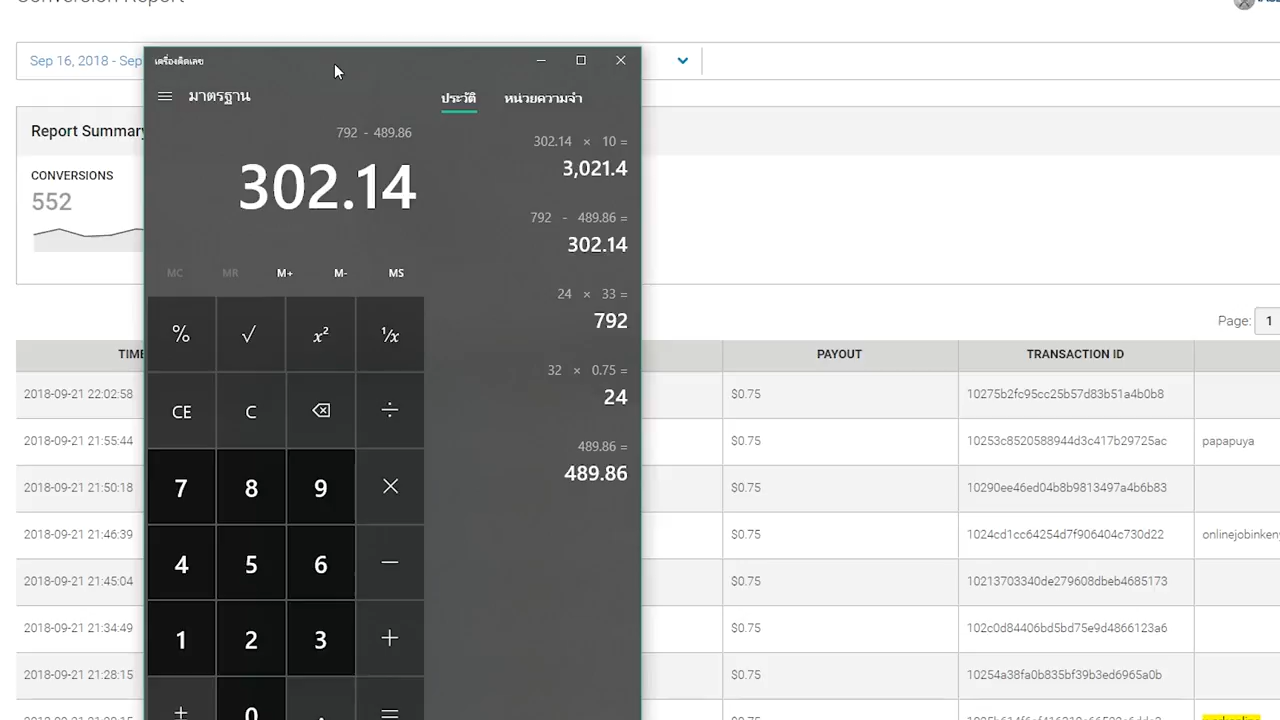 Conversion Report
Sep 16, 2018 - Sep
เครื่องคิดเลข
มาตรฐาน
ประวัติ
หน่วยความจำ
792 - 489.86
302.14
302.14 × 10 =
3,021.4
792 - 489.86 =
302.14
24 × 33 =
792
32 × 0.75 =
24
489.86 =
489.86
MC MR M+ M- MS
% √ x² ¹/x
CE C ⌫ ÷
7 8 9 ×
4 5 6 −
1 2 3 +
± 0 . =
Report Summary
CONVERSIONS
552
Page: 1
PAYOUT TRANSACTION ID
2018-09-21 22:02:58 $0.75 10275b2fc95cc25b57d83b51a4b0b8
2018-09-21 21:55:44 $0.75 10253c8520588944d3c417b29725ac papapuya
2018-09-21 21:50:18 $0.75 10290ee46ed04b8b9813497a4b6b83
2018-09-21 21:46:39 $0.75 1024cd1cc64254d7f906404c730d22
2018-09-21 21:45:04 $0.75 10213703340de279608dbeb4685173
2018-09-21 21:34:49 $0.75 102c0d84406bd5bd75e9d4866123a6
2018-09-21 21:28:15 $0.75 10254a38fa0b835bf39b3ed6965a0b